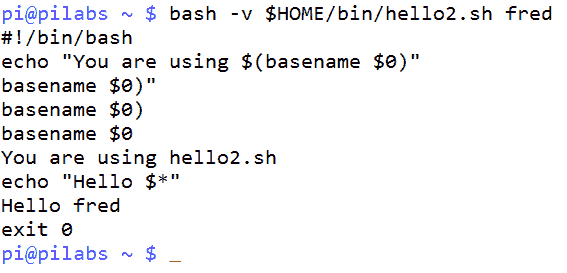 pi@pilabs ~ $ bash -v $HOME/bin/hello2.sh fred
#!/bin/bash
echo "You are using $(basename $0)"
basename $0)"
basename $0)
basename $0
You are using hello2.sh
echo "Hello $*"
Hello fred
exit 0
pi@pilabs ~ $ _